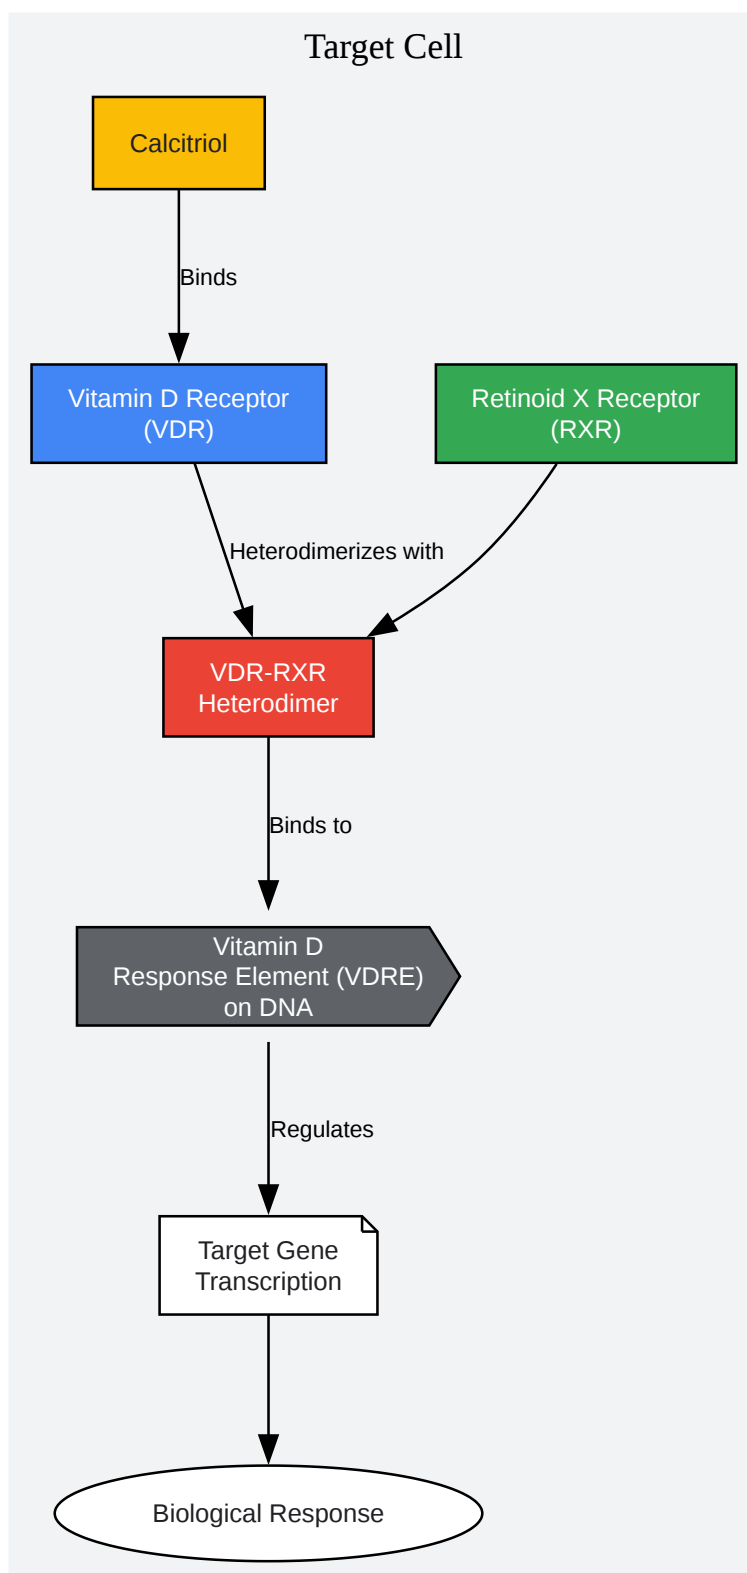 Target Cell
Calcitriol
Binds
Vitamin D Receptor
(VDR)
Retinoid X Receptor
(RXR)
Heterodimerizes with
VDR-RXR
Heterodimer
Binds to
Vitamin D
Response Element (VDRE)
on DNA
Regulates
Target Gene
Transcription
Biological Response